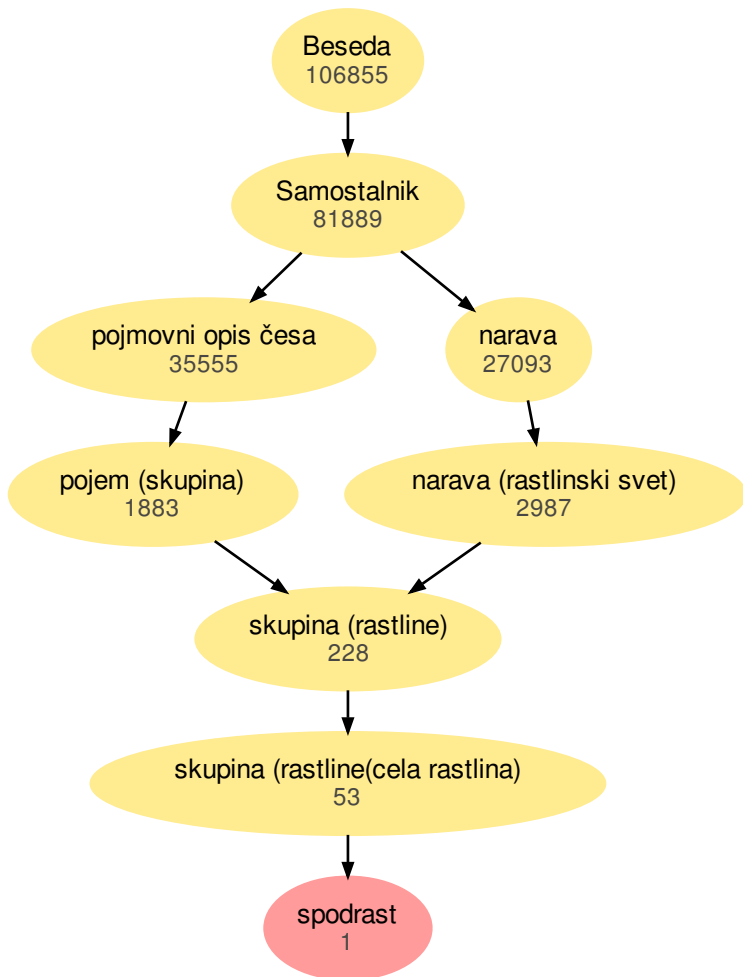 Beseda
106855
Samostalnik
81889
pojmovni opis česa
35555
narava
27093
pojem (skupina)
1883
narava (rastlinski svet)
2987
skupina (rastline)
228
skupina (rastline(cela rastlina)
53
spodrast
1